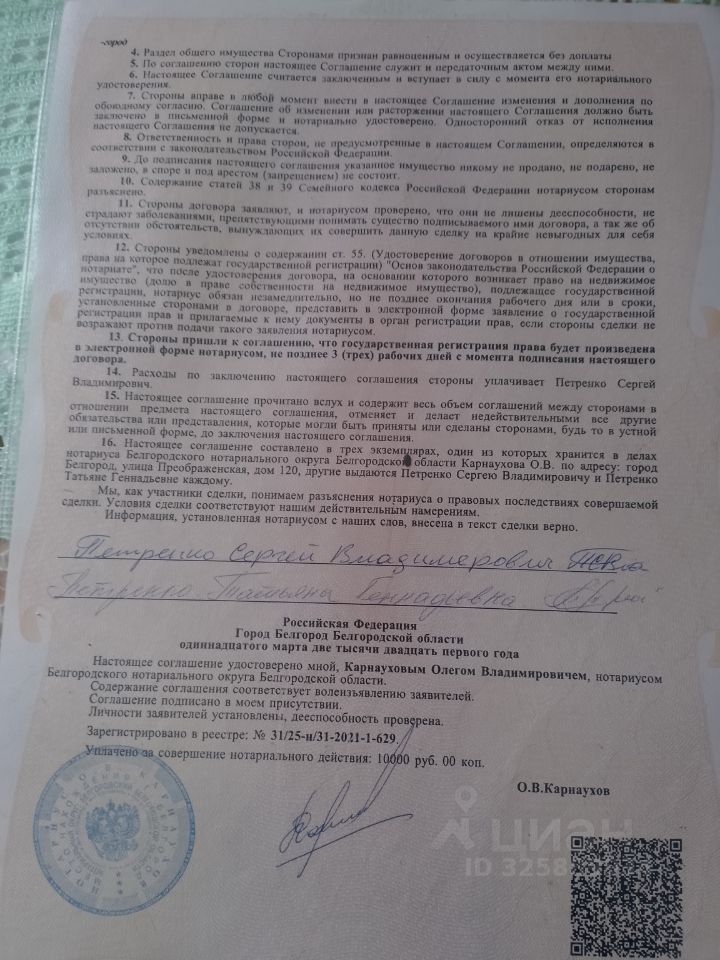 -город
4. Раздел общего имущества Сторонами признан равноценным и осуществляется без доплаты
5. По соглашению сторон настоящее Соглашение служит и передаточным актом между ними.
6. Настоящее Соглашение считается заключенным и вступает в силу с момента его нотариального
удостоверения.
7. Стороны вправе в любой момент внести в настоящее Соглашение изменения и дополнения по
обоюдному согласию. Соглашение об изменении или расторжении настоящего Соглашения должно быть
заключено в письменной форме и нотариально удостоверено. Односторонний отказ от исполнения
настоящего Соглашения не допускается.
8. Ответственность и права сторон, не предусмотренные в настоящем Соглашении, определяются в
соответствии с законодательством Российской Федерации.
9. До подписания настоящего соглашения указанное имущество никому не продано, не подарено, не
заложено, в споре и под арестом (запрещением) не состоит.
10. Содержание статей 38 и 39 Семейного кодекса Российской Федерации нотариусом сторонам
разъяснено.
11. Стороны договора заявляют, и нотариусом проверено, что они не лишены дееспособности, не
страдают заболеваниями, препятствующими понимать существо подписываемого ими договора, а так же об
отсутствии обстоятельств, вынуждающих их совершить данную сделку на крайне невыгодных для себя
условиях.
12. Стороны уведомлены о содержании ст. 55. (Удостоверение договоров в отношении имущества,
права на которое подлежат государственной регистрации) "Основ законодательства Российской Федерации о
нотариате", что после удостоверения договора, на основании которого возникает право на недвижимое
имущество (долю в праве собственности на недвижимое имущество), подлежащее государственной
регистрации, нотариус обязан незамедлительно, но не позднее окончания рабочего дня или в сроки,
установленные сторонами в договоре, представить в электронной форме заявление о государственной
регистрации прав и прилагаемые к нему документы в орган регистрации прав, если стороны сделки не
возражают против подачи такого заявления нотариусом.
13. Стороны пришли к соглашению, что государственная регистрация права будет произведена
в электронной форме нотариусом, не позднее 3 (трех) рабочих дней с момента подписания настоящего
договора.
14. Расходы по заключению настоящего соглашения стороны уплачивает Петренко Сергей
Владимирович.
15. Настоящее соглашение прочитано вслух и содержит весь объем соглашений между сторонами в
отношении предмета настоящего соглашения, отменяет и делает недействительными все другие
обязательства или представления, которые могли быть приняты или сделаны сторонами, будь то в устной
или письменной форме, до заключения настоящего соглашения.
16. Настоящее соглашение составлено в трех экземплярах, один из которых хранится в делах
нотариуса Белгородского нотариального округа Белгородской области Карнаухова О.В. по адресу: город
Белгород, улица Преображенская, дом 120, другие выдаются Петренко Сергею Владимировичу и Петренко
Татьяне Геннадьевне каждому.
Мы, как участники сделки, понимаем разъяснения нотариуса о правовых последствиях совершаемой
сделки. Условия сделки соответствуют нашим действительным намерениям.
Информация, установленная нотариусом с наших слов, внесена в текст сделки верно.
Петренко Сергей Владимирович
Петренко Татьяна Геннадьевна
Российская Федерация
Город Белгород Белгородской области
одиннадцатого марта две тысячи двадцать первого года
Настоящее соглашение удостоверено мной, Карнауховым Олегом Владимировичем, нотариусом
Белгородского нотариального округа Белгородской области.
Содержание соглашения соответствует волеизъявлению заявителей.
Соглашение подписано в моем присутствии.
Личности заявителей установлены, дееспособность проверена.
Зарегистрировано в реестре: № 31/25-н/31-2021-1-629.
Уплачено за совершение нотариального действия: 10000 руб. 00 коп.
О.В.Карнаухов
циан